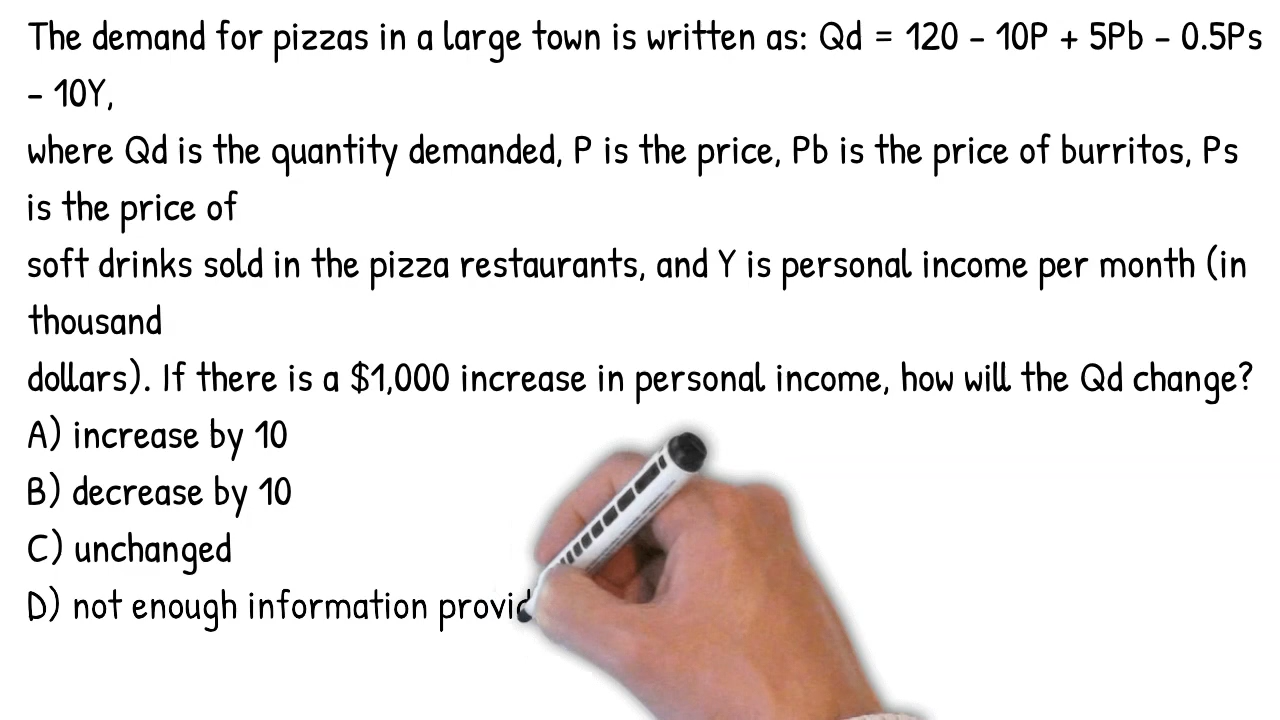 The demand for pizzas in a large town is written as: Qd = 120 – 10P + 5Pb – 0.5Ps
– 10Y,
where Qd is the quantity demanded, P is the price, Pb is the price of burritos, Ps
is the price of
soft drinks sold in the pizza restaurants, and Y is personal income per month (in
thousand
dollars). If there is a $1,000 increase in personal income, how will the Qd change?
A) increase by 10
B) decrease by 10
C) unchanged
D) not enough information